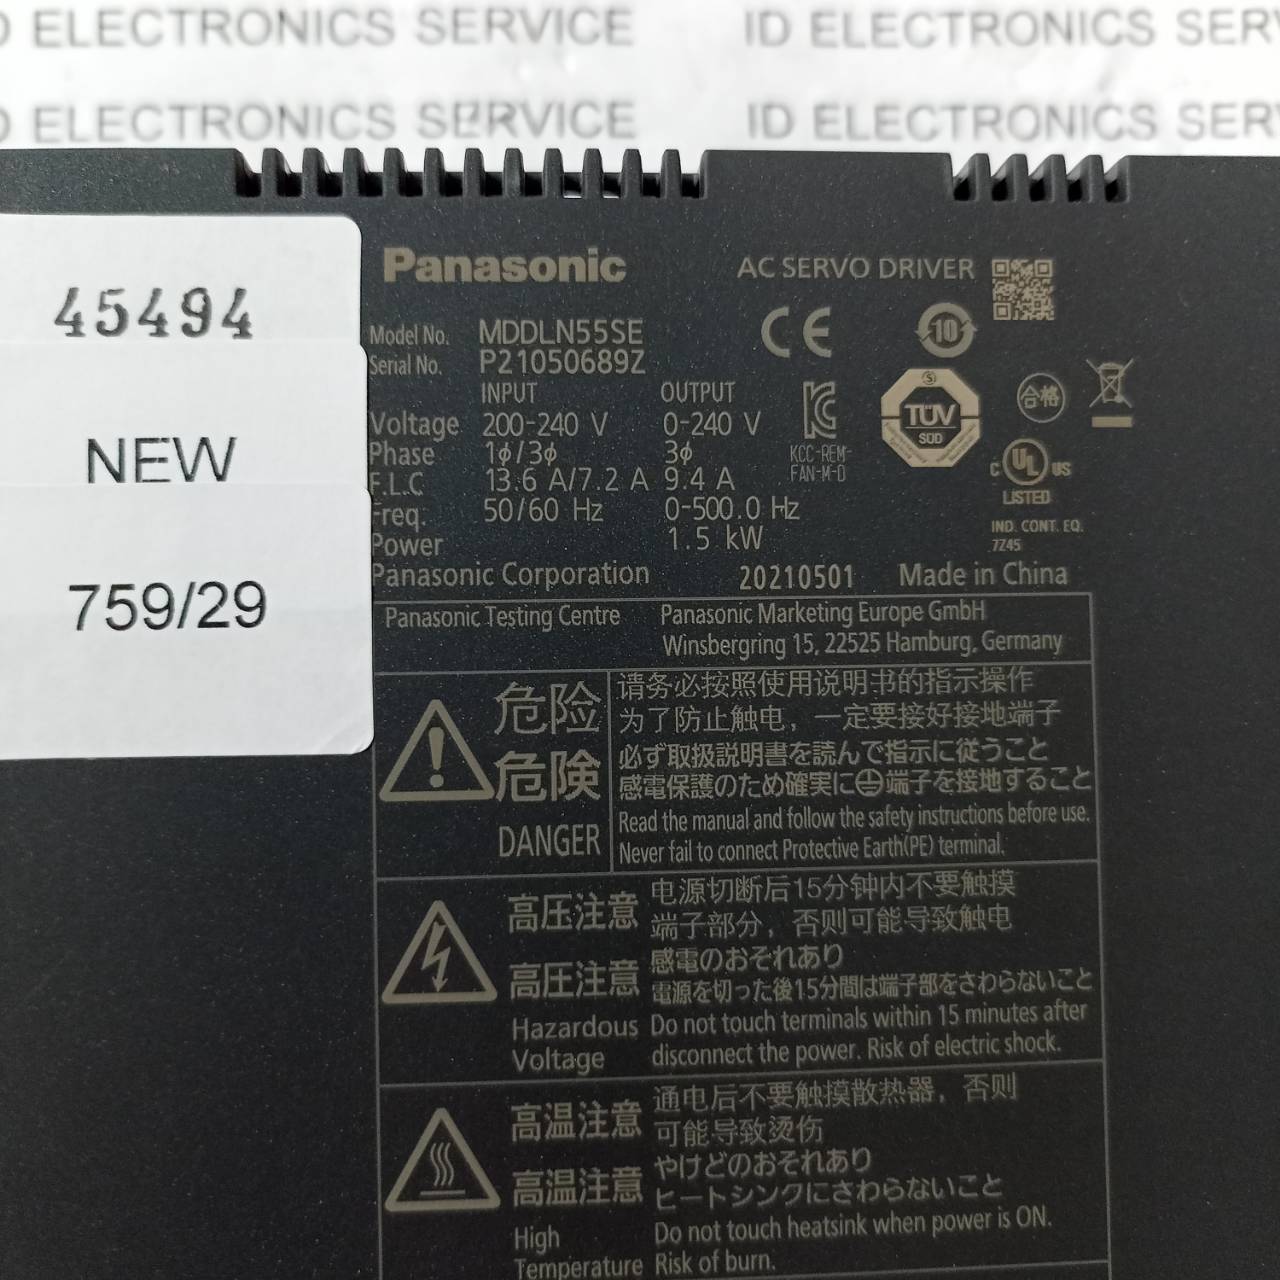 ID ELECTRONICS SERVICE ID ELECTRONICS SERV
ID ELECTRONICS SERVICE ID ELECTRONICS SERV
45494
NEW
759/29
Panasonic AC SERVO DRIVER
Model No. MDDLN55SE
Serial No. P21050689Z
INPUT OUTPUT
Voltage 200-240 V 0-240 V
Phase 1ϕ/3ϕ 3ϕ
F.L.C 13.6 A/7.2 A 9.4 A
Freq. 50/60 Hz 0-500.0 Hz
Power 1.5 kW
CE
10
KCC-REM-
FAN-M-D
S
TÜV
SÜD
合格
C UL US
LISTED
IND. CONT. EQ.
7Z45
Panasonic Corporation 20210501 Made in China
Panasonic Testing Centre Panasonic Marketing Europe GmbH
Winsbergring 15, 22525 Hamburg, Germany
危险
危険
DANGER
请务必按照使用说明书的指示操作
为了防止触电，一定要接好接地端子
必ず取扱説明書を読んで指示に従うこと
感電保護のため確実に端子を接地すること
Read the manual and follow the safety instructions before use.
Never fail to connect Protective Earth(PE) terminal.
高压注意
高圧注意
Hazardous
Voltage
电源切断后15分钟内不要触摸
端子部分，否则可能导致触电
感電のおそれあり
電源を切った後15分間は端子部をさわらないこと
Do not touch terminals within 15 minutes after
disconnect the power. Risk of electric shock.
高温注意
高温注意
High
Temperature
通电后不要触摸散热器，否则
可能导致烫伤
やけどのおそれあり
ヒートシンクにさわらないこと
Do not touch heatsink when power is ON.
Risk of burn.